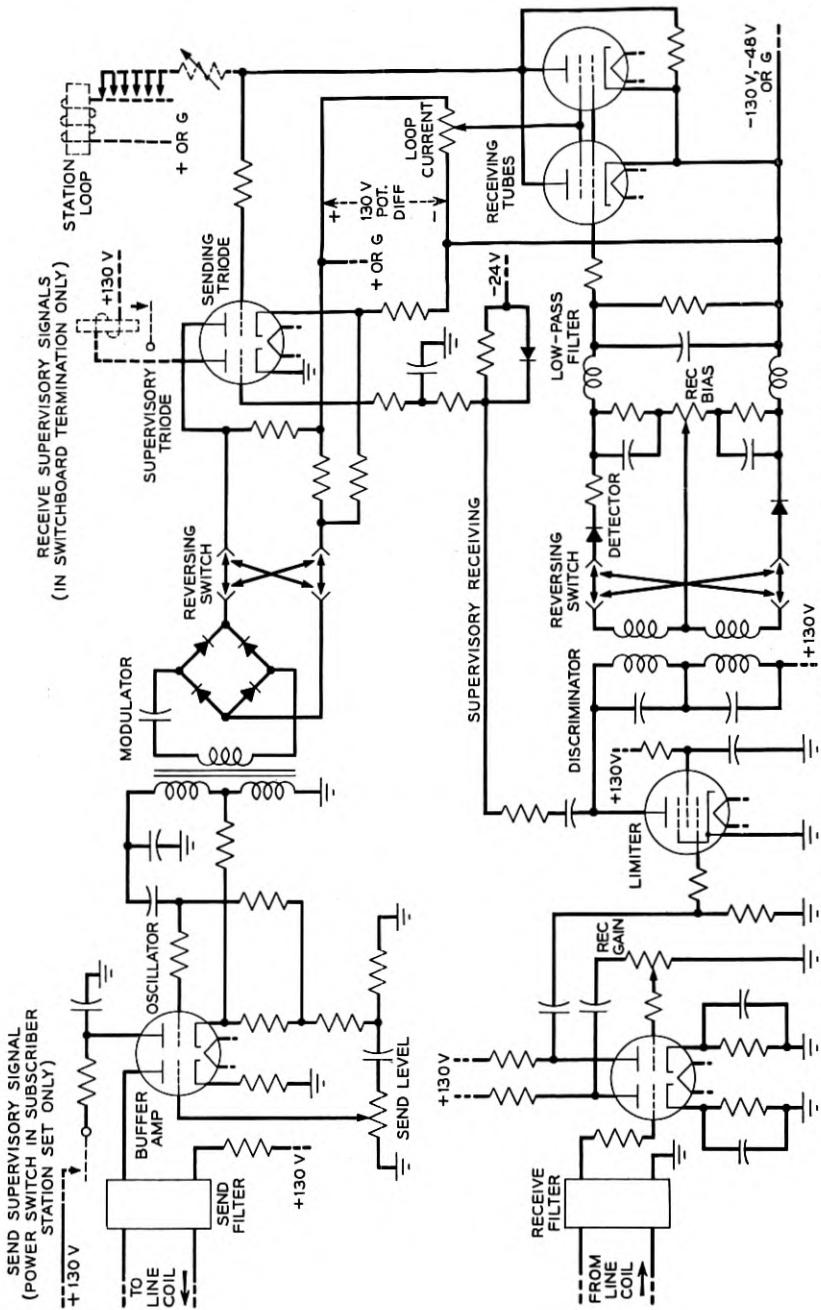 SEND SUPERVISORY SIGNAL
(POWER SWITCH IN SUBSCRIBER
STATION SET ONLY)
+130 V
BUFFER
AMP
OSCILLATOR
TO
LINE
COIL
SEND
FILTER
+130 V
SEND LEVEL
MODULATOR
REVERSING
SWITCH
RECEIVE SUPERVISORY SIGNALS
(IN SWITCHBOARD TERMINATION ONLY)
+130 V
SUPERVISORY
TRIODE
SENDING
TRIODE
STATION
LOOP
+ OR G
+
130 V
POT.
DIFF
-
+ OR G
LOOP
CURRENT
RECEIVING
TUBES
-24 V
SUPERVISORY RECEIVING
FROM
LINE
COIL
RECEIVE
FILTER
+130V
REC
GAIN
LIMITER
+130V
DISCRIMINATOR
+130V
REVERSING
SWITCH
DETECTOR
REC
BIAS
LOW-PASS
FILTER
-130 V, -48 V
OR G